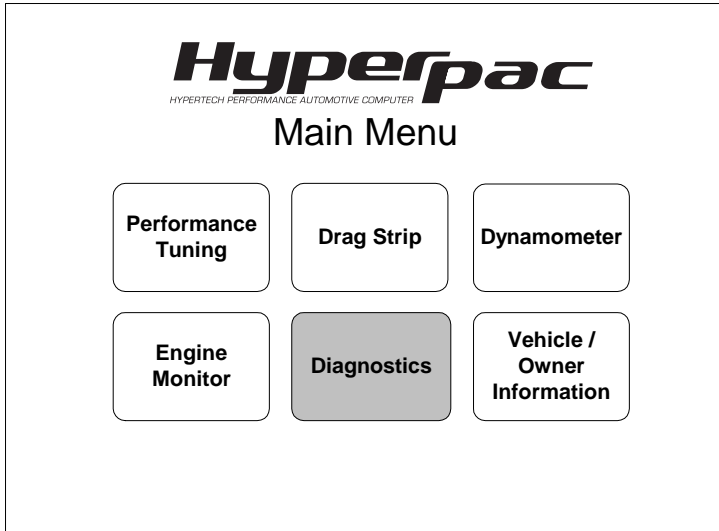 Hyperpac
HYPERTECH PERFORMANCE AUTOMOTIVE COMPUTER
Main Menu
Performance
Tuning
Drag Strip
Dynamometer
Engine
Monitor
Diagnostics
Vehicle /
Owner
Information